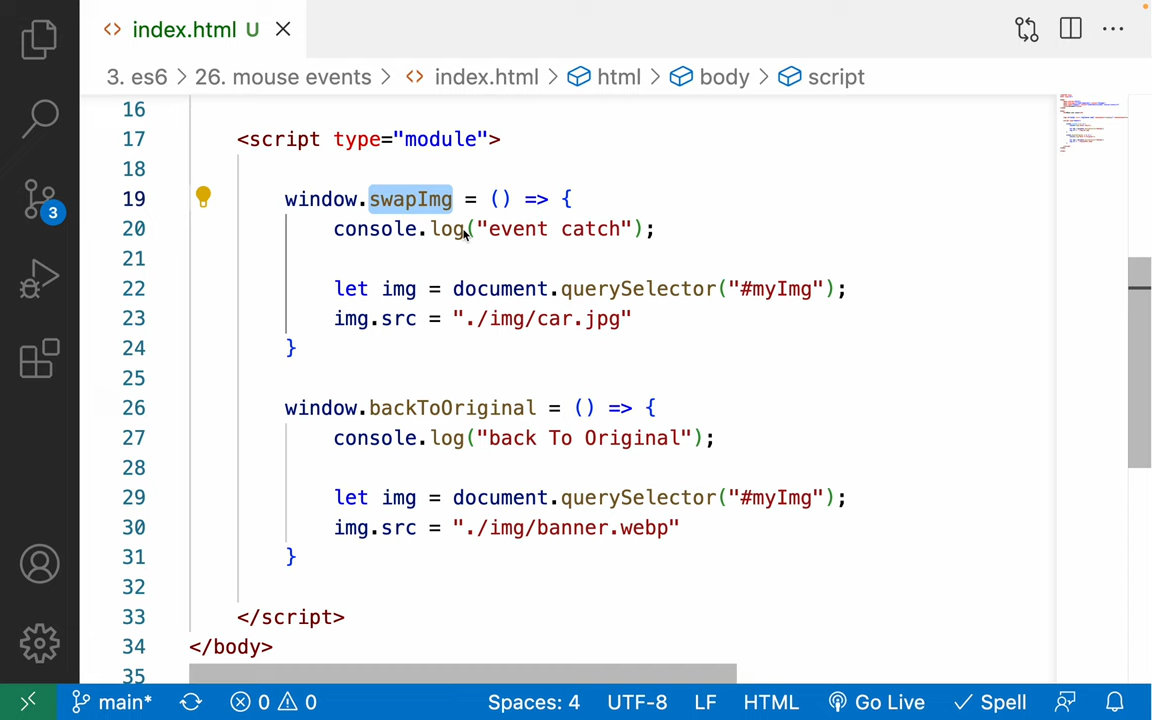 index.html U
3. es6 > 26. mouse events > index.html > html > body > script
16
17 <script type="module">
18
19 window.swapImg = () => {
20 console.log("event catch");
21
22 let img = document.querySelector("#myImg");
23 img.src = "./img/car.jpg"
24 }
25
26 window.backToOriginal = () => {
27 console.log("back To Original");
28
29 let img = document.querySelector("#myImg");
30 img.src = "./img/banner.webp"
31 }
32
33 </script>
34 </body>
35
3
main* 0 0 Spaces: 4 UTF-8 LF HTML Go Live Spell